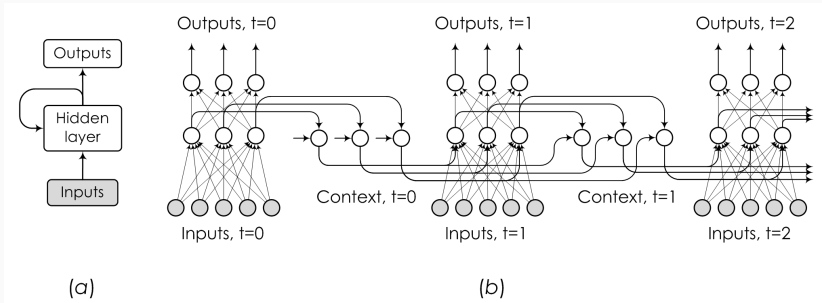 Outputs
Hidden
layer
Inputs
(a)
Outputs, t=0
Outputs, t=1
Outputs, t=2
Context, t=0
Context, t=1
Inputs, t=0
Inputs, t=1
Inputs, t=2
(b)